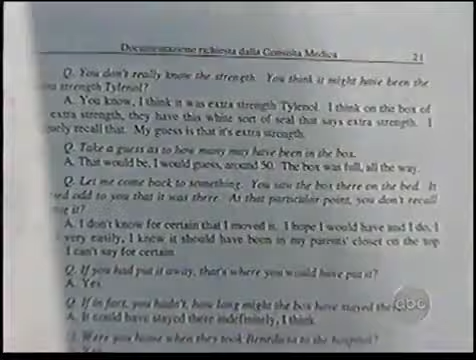 Documentazione richiesta dalla Consulta Medica 21
Q. You don't really know the strength. You think it might have been the
strength Tylenol?
A. You know, I think it was extra strength Tylenol. I think on the box of
extra strength, they have this white sort of seal that says extra strength. I
recall that. My guess is that it's extra strength.
Q. Take a guess as to how many may have been in the box.
A. That would be, I would guess, around 50. The box was full, all the way.
Q. Let me come back to something. You saw the box there on the bed. It
odd to you that it was there. At that particular point, you don't recall
it?
A. I don't know for certain that I moved it. I hope I would have and I do, I
very easily, I knew it should have been in my parents' closet on the top
I can't say for certain.
Q. If you had put it away, that's where you would have put it?
A. Yes
Q. If in fact, you hadn't, how long might the box have stayed
A. It could have stayed there indefinitely, I think.
Were you home when they took Benedicta to the hospital?
abc